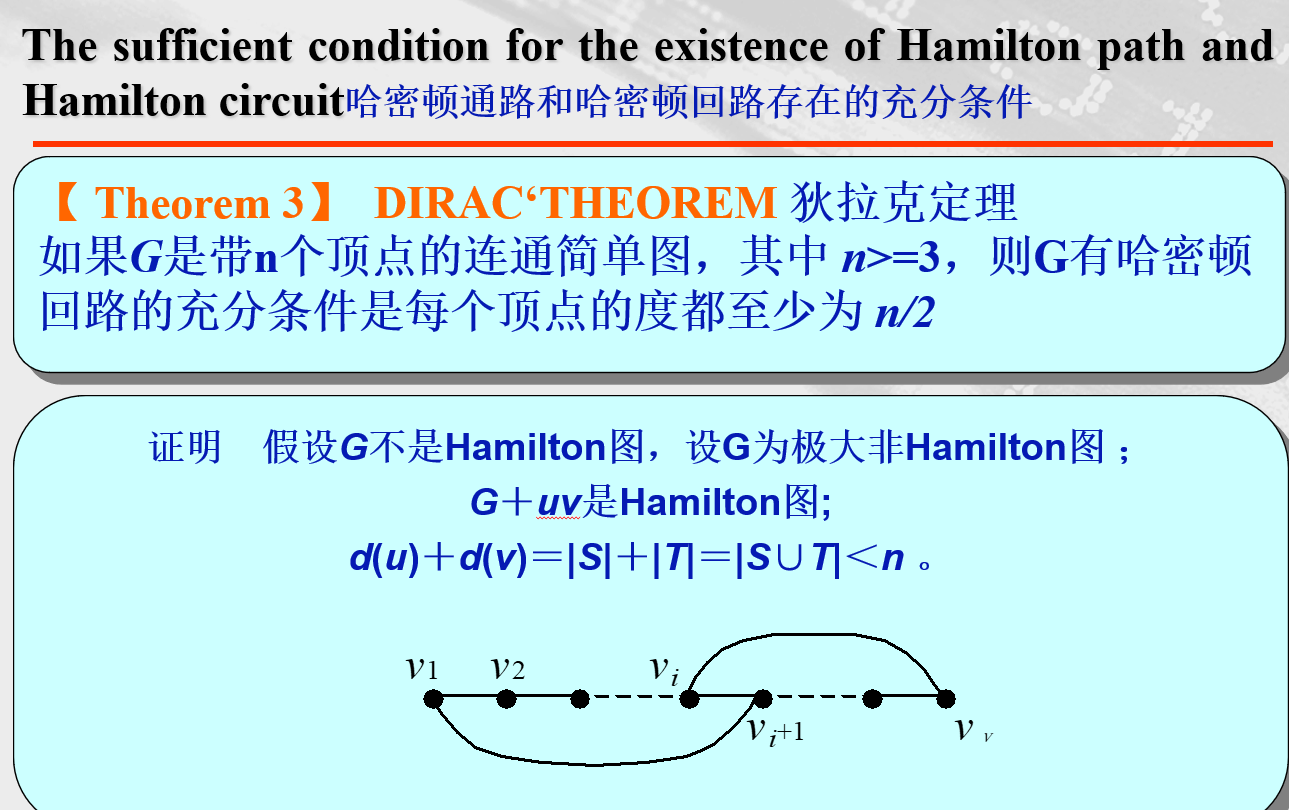 The sufficient condition for the existence of Hamilton path and
Hamilton circuit哈密顿通路和哈密顿回路存在的充分条件
【 Theorem 3】 DIRAC‘THEOREM 狄拉克定理
如果G是带n个顶点的连通简单图，其中 n>=3，则G有哈密顿
回路的充分条件是每个顶点的度都至少为 n/2
证明 假设G不是Hamilton图，设G为极大非Hamilton图；
G＋uv是Hamilton图;
d(u)＋d(v)＝|S|＋|T|＝|S∪T|＜n 。
v1 v2 vi
vi+1 vv